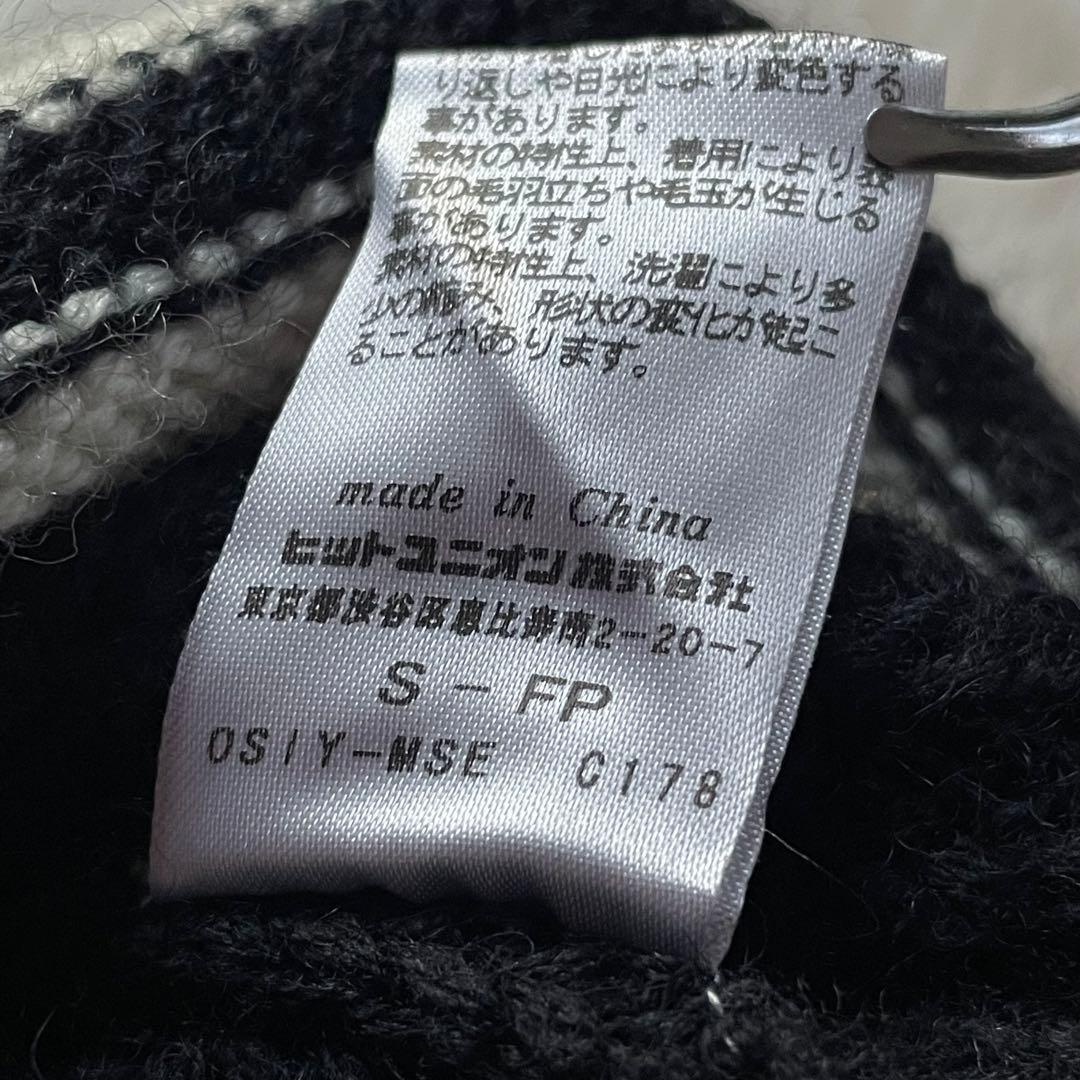 り返しや日光により変色する
事があります。
素材の特性上、着用により表
面の毛羽立ちや毛玉が生じる
事があります。
素材の特性上、洗濯により多
少の縮み、形状の変化が起こ
ることがあります。
made in China
ヒットユニオン株式会社
東京都渋谷区恵比寿南2-20-7
S - FP
OSIY-MSE C178